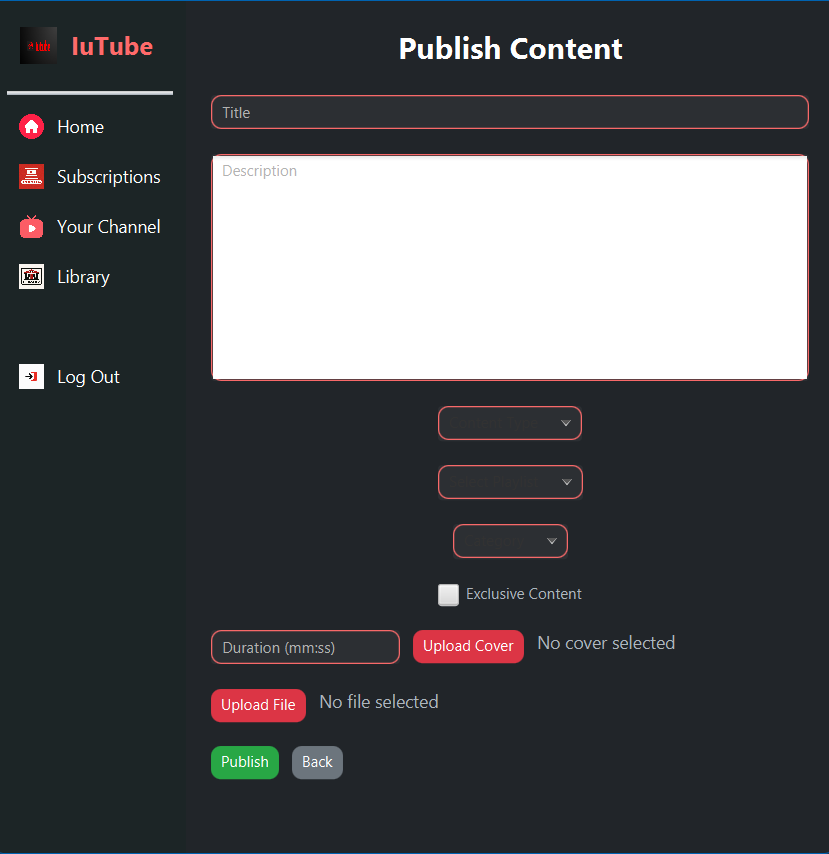 IuTube
Publish Content
Home
Subscriptions
Your Channel
Library
Log Out
Title
Description
Exclusive Content
Duration (mm:ss)
Upload Cover
No cover selected
Upload File
No file selected
Publish
Back